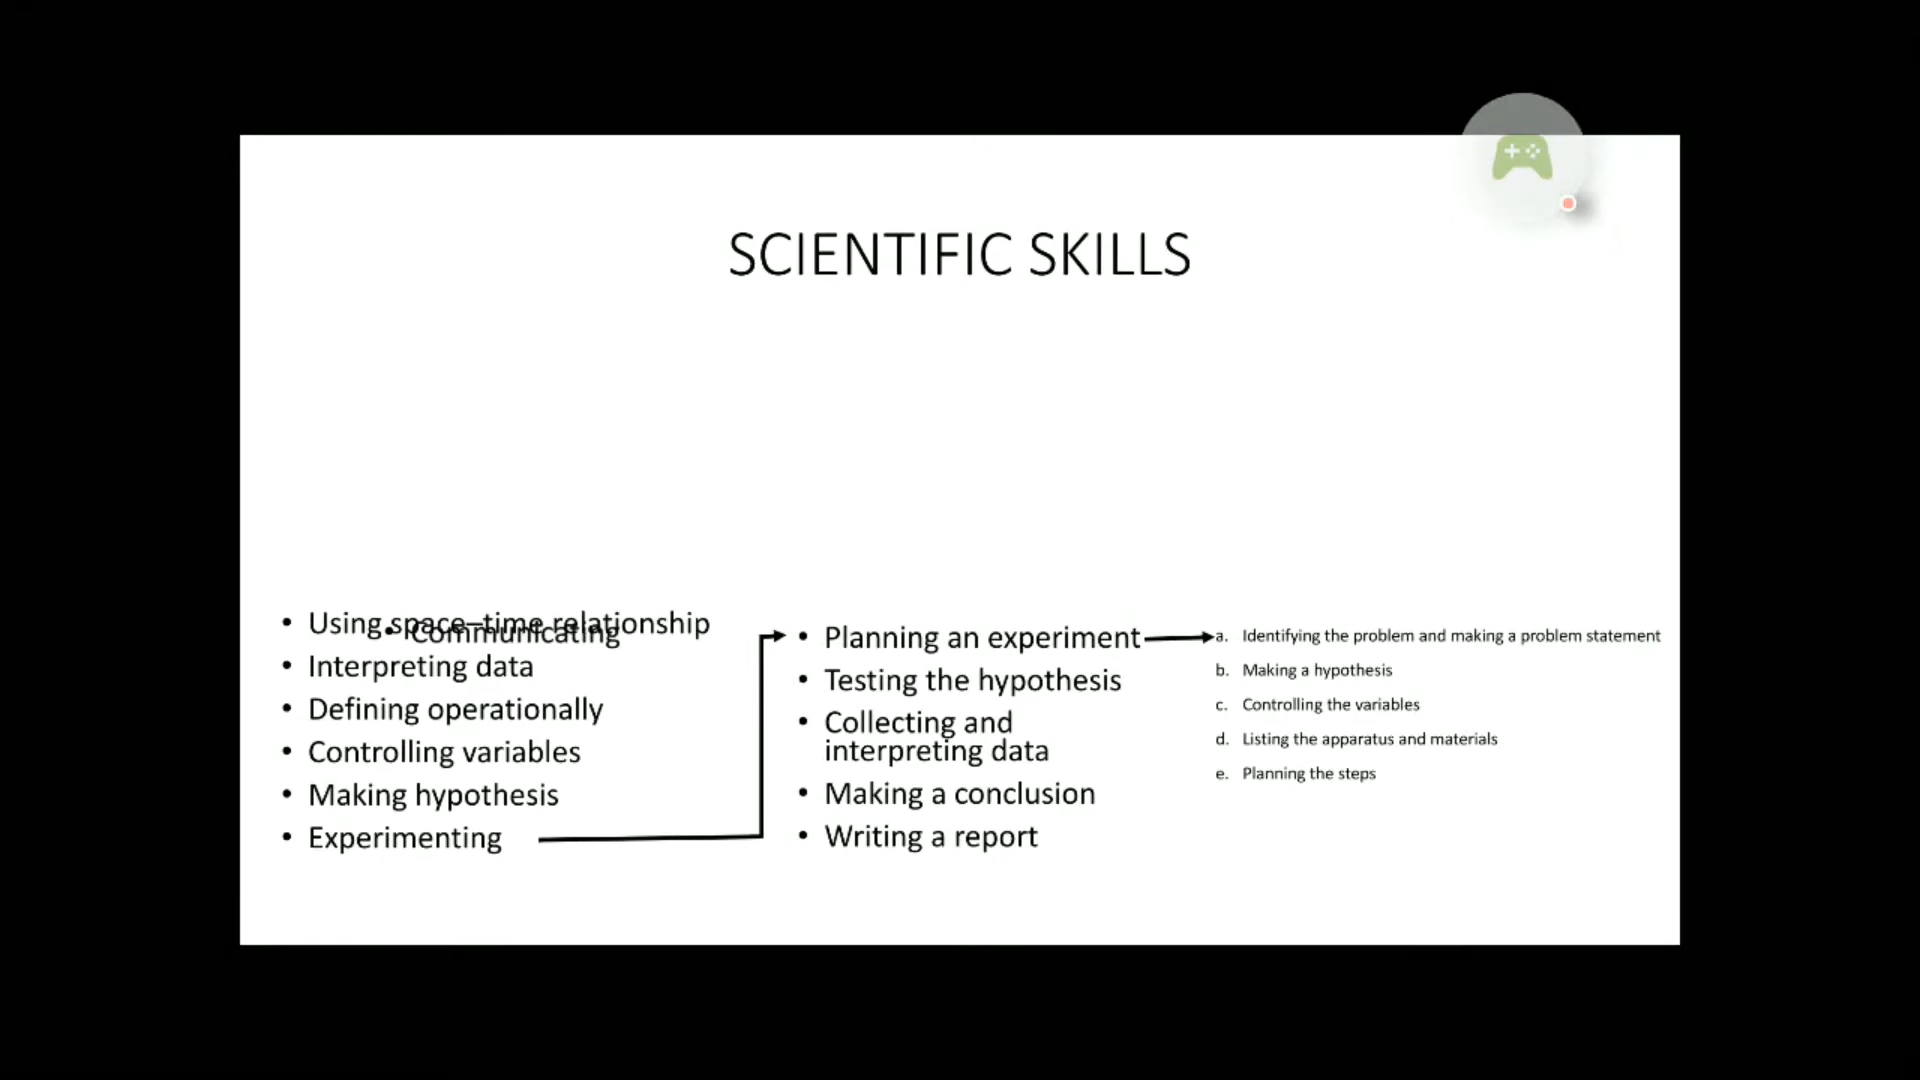 SCIENTIFIC SKILLS
• Using space–time relationship
• Communicating
• Interpreting data
• Defining operationally
• Controlling variables
• Making hypothesis
• Experimenting
• Planning an experiment
• Testing the hypothesis
• Collecting and
interpreting data
• Making a conclusion
• Writing a report
a. Identifying the problem and making a problem statement
b. Making a hypothesis
c. Controlling the variables
d. Listing the apparatus and materials
e. Planning the steps